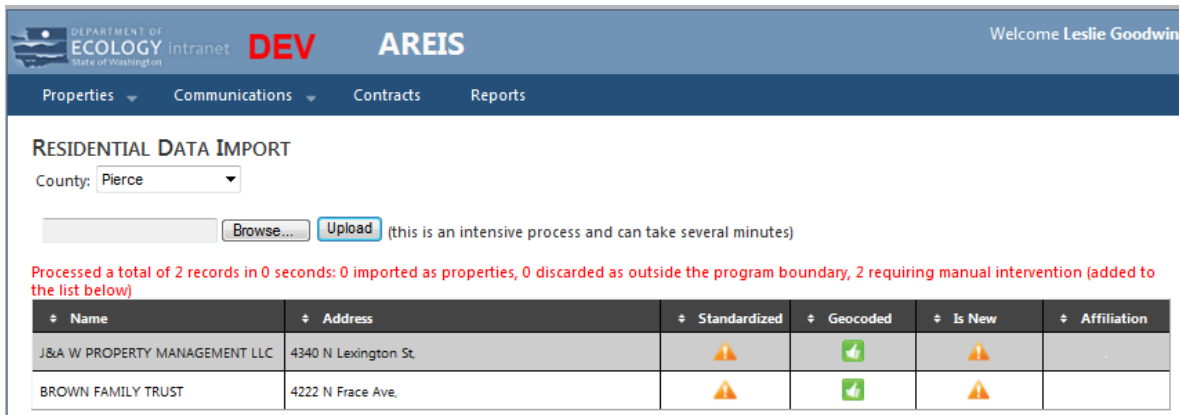 DEPARTMENT OF
ECOLOGY intranet DEV AREIS Welcome Leslie Goodwin
State of Washington
Properties Communications Contracts Reports
RESIDENTIAL DATA IMPORT
County: Pierce
Browse... Upload (this is an intensive process and can take several minutes)
Processed a total of 2 records in 0 seconds: 0 imported as properties, 0 discarded as outside the program boundary, 2 requiring manual intervention (added to
the list below)
Name Address Standardized Geocoded Is New Affiliation
J&A W PROPERTY MANAGEMENT LLC 4340 N Lexington St,
BROWN FAMILY TRUST 4222 N Frace Ave,